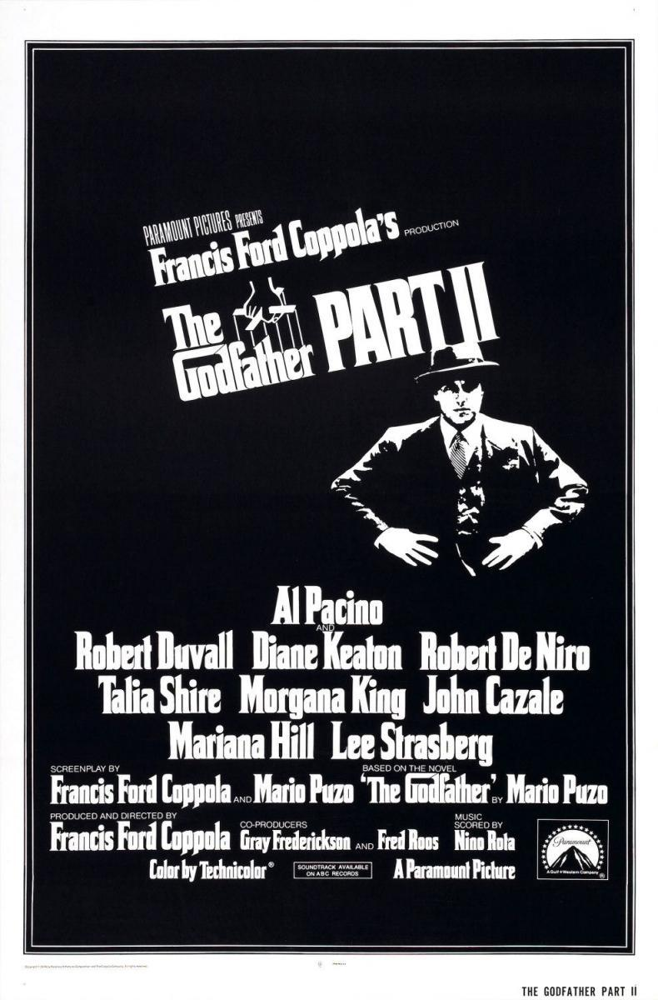 PARAMOUNT PICTURES PRESENTS
Francis Ford Coppola's PRODUCTION
The Godfather PART II
Al Pacino
AND
Robert Duvall Diane Keaton Robert De Niro
Talia Shire Morgana King John Cazale
Mariana Hill Lee Strasberg
SCREENPLAY BY BASED ON THE NOVEL
Francis Ford Coppola AND Mario Puzo 'The Godfather' BY Mario Puzo
PRODUCED AND DIRECTED BY
Francis Ford Coppola
CO-PRODUCERS
Gray Frederickson AND Fred Roos
MUSIC
SCORED BY
Nino Rota
Color by Technicolor®
SOUNDTRACK AVAILABLE
ON ABC RECORDS
A Paramount Picture
Paramount
A Gulf + Western Company
®
THE GODFATHER PART II